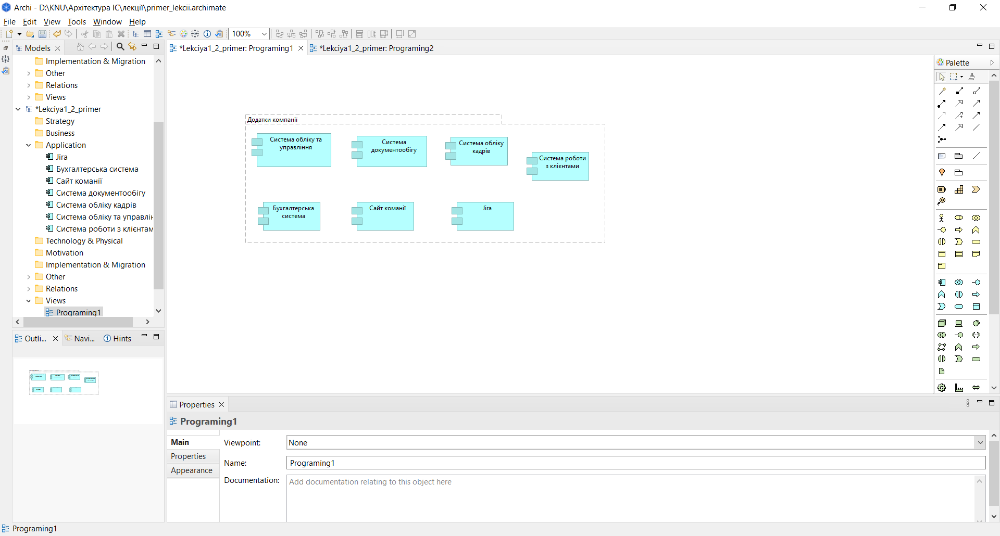 Archi - D:\KNU\Архітектура ІС\лекції\primer_lekcii.archimate
File Edit View Tools Window Help
100%
Models
Implementation & Migration
Other
Relations
Views
*Lekciya1_2_primer
Strategy
Business
Application
Jira
Бухгалтерська система
Сайт команії
Система документообігу
Система обліку кадрів
Система обліку та управлін
Система роботи з клієнтам
Technology & Physical
Motivation
Implementation & Migration
Other
Relations
Views
Programing1
Outli... Navi... Hints
*Lekciya1_2_primer: Programing1 *Lekciya1_2_primer: Programing2
Додатки компанії
Система обліку та
управління
Система
документообігу
Система обліку
кадрів
Система роботи
з клієнтами
Бухгалтерська
система
Сайт команії
Jira
Palette
Properties
Programing1
Main
Properties
Appearance
Viewpoint: None
Name: Programing1
Documentation: Add documentation relating to this object here
Programing1